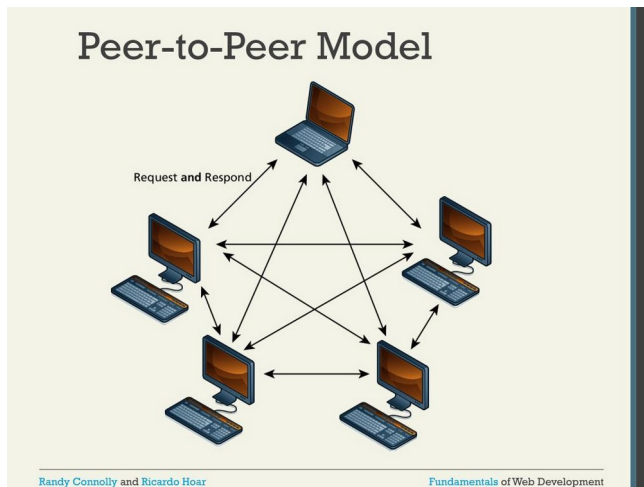 Peer-to-Peer Model
Request and Respond
Randy Connolly and Ricardo Hoar
Fundamentals of Web Development